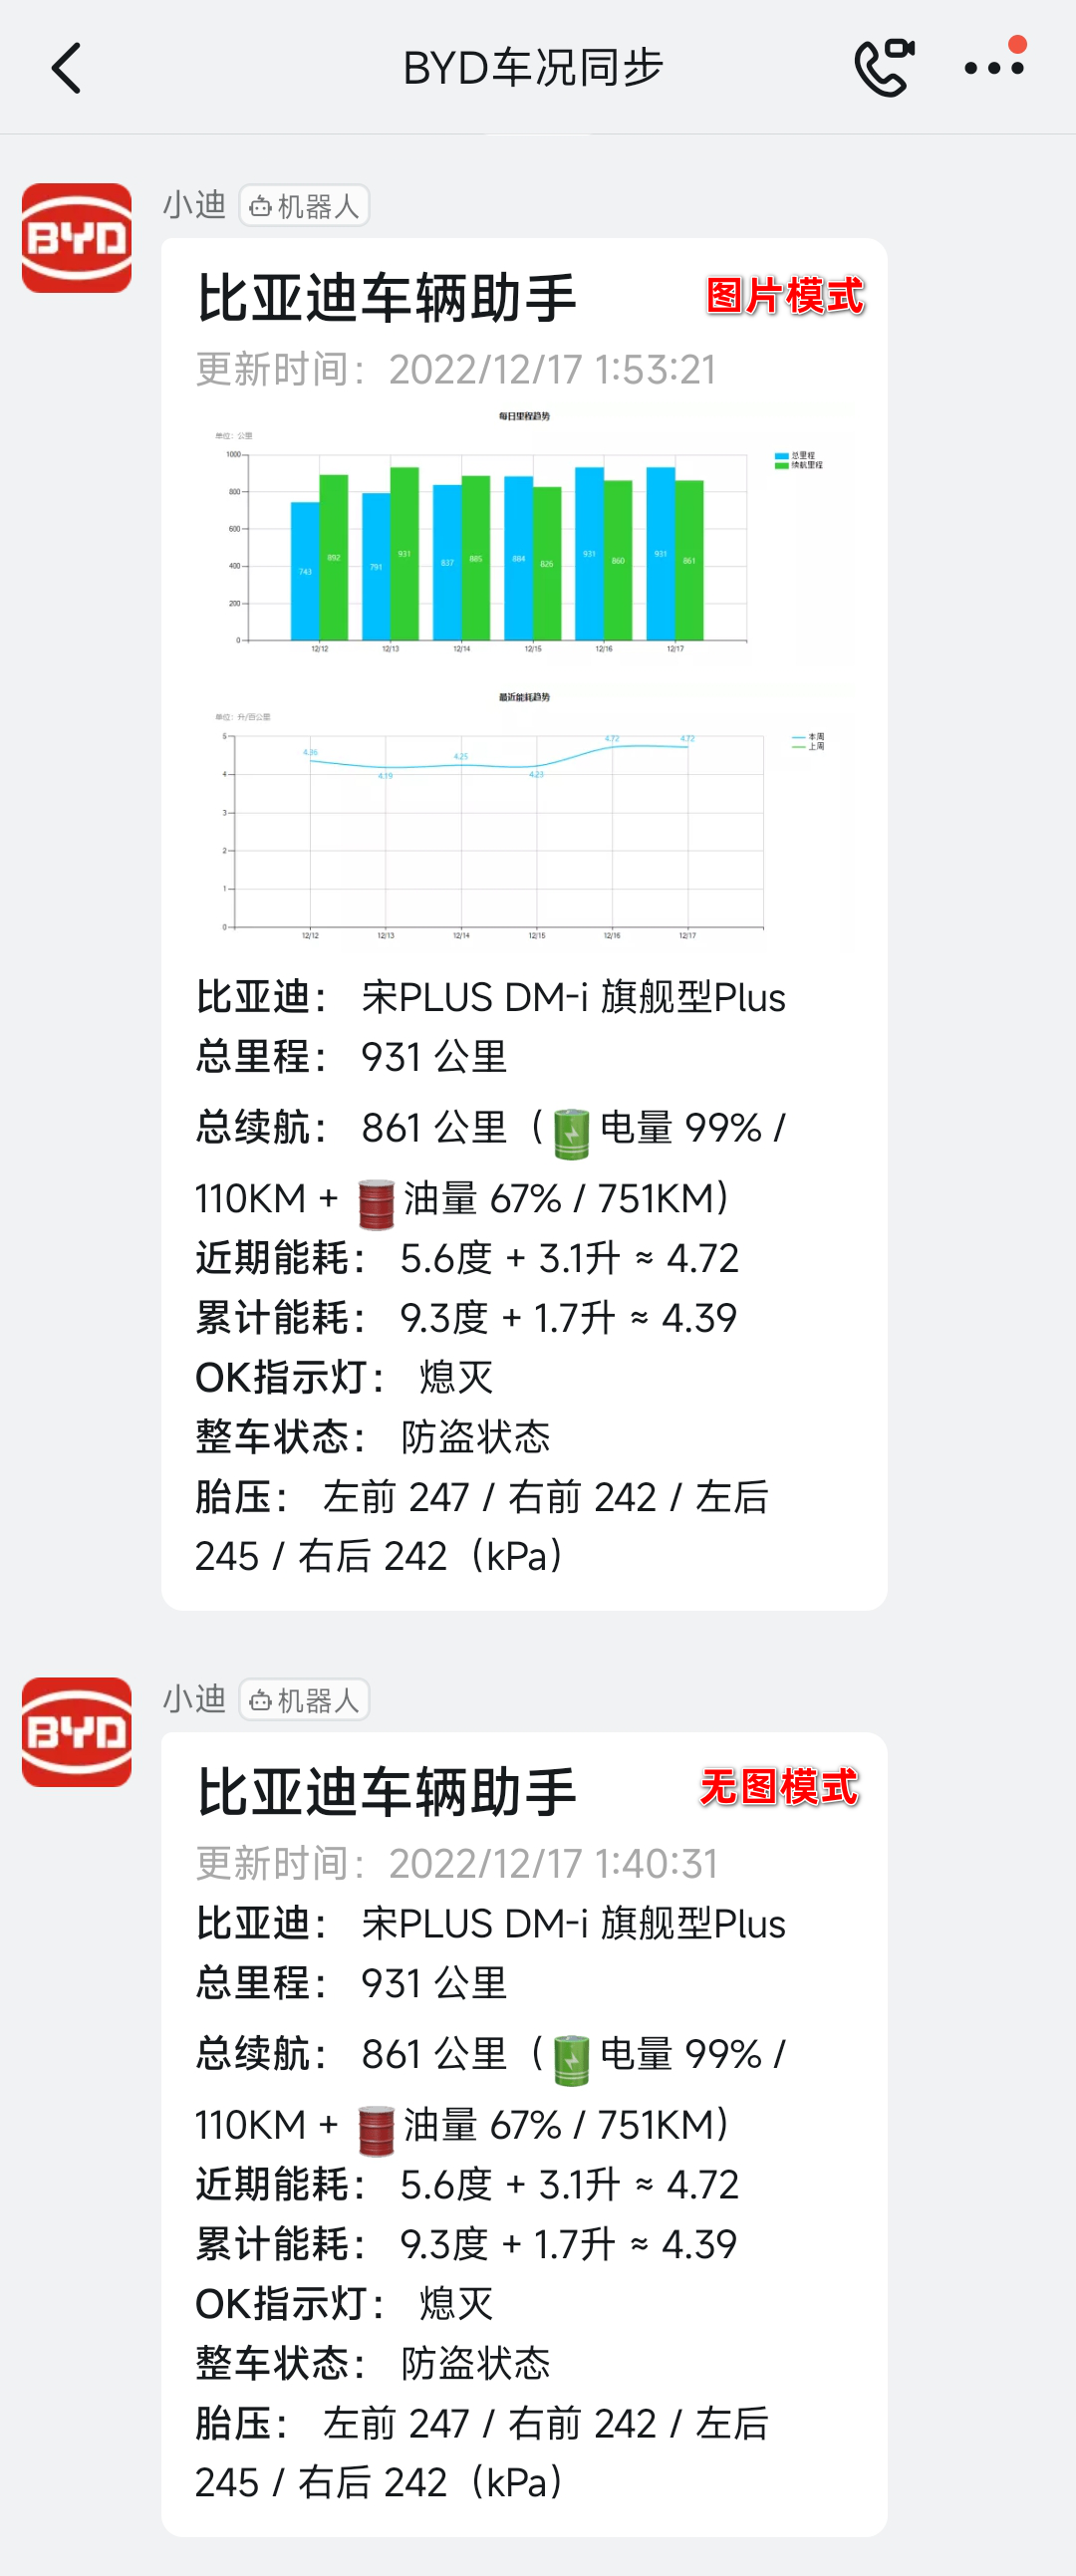 BYD车况同步
BYD
小迪 机器人
比亚迪车辆助手 图片模式
更新时间：2022/12/17 1:53:21
每日里程趋势
单位：公里
总里程
续航里程
1000
800
600
400
200
0
743 892 791 931 837 885 884 826 931 860 931 861
12/12 12/13 12/14 12/15 12/16 12/17
最近能耗趋势
单位：升/百公里
本周
上周
5
4
3
2
1
0
4.36 4.19 4.25 4.23 4.72 4.72
12/12 12/13 12/14 12/15 12/16 12/17
比亚迪： 宋PLUS DM-i 旗舰型Plus
总里程： 931 公里
总续航： 861 公里（电量 99% /
110KM + 油量 67% / 751KM）
近期能耗： 5.6度 + 3.1升 ≈ 4.72
累计能耗： 9.3度 + 1.7升 ≈ 4.39
OK指示灯： 熄灭
整车状态： 防盗状态
胎压： 左前 247 / 右前 242 / 左后
245 / 右后 242（kPa）
BYD
小迪 机器人
比亚迪车辆助手 无图模式
更新时间：2022/12/17 1:40:31
比亚迪： 宋PLUS DM-i 旗舰型Plus
总里程： 931 公里
总续航： 861 公里（电量 99% /
110KM + 油量 67% / 751KM）
近期能耗： 5.6度 + 3.1升 ≈ 4.72
累计能耗： 9.3度 + 1.7升 ≈ 4.39
OK指示灯： 熄灭
整车状态： 防盗状态
胎压： 左前 247 / 右前 242 / 左后
245 / 右后 242（kPa）